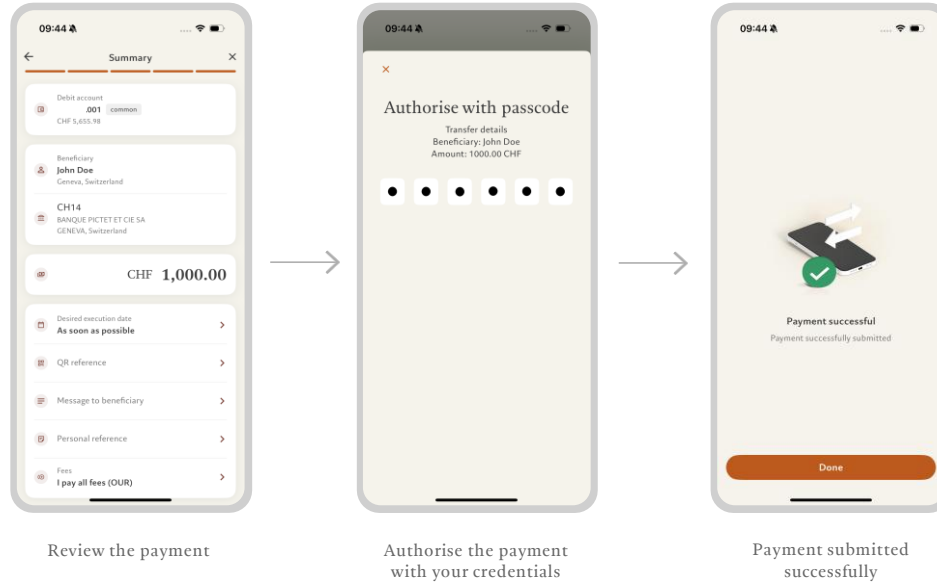 09:44
Summary
Debit account
.001 common
CHF 5,655.98
Beneficiary
John Doe
Geneva, Switzerland
CH14
BANQUE PICTET ET CIE SA
GENEVA, Switzerland
CHF 1,000.00
Desired execution date
As soon as possible
QR reference
Message to beneficiary
Personal reference
Fees
I pay all fees (OUR)
Review the payment
09:44
Authorise with passcode
Transfer details
Beneficiary: John Doe
Amount: 1000.00 CHF
Authorise the payment
with your credentials
09:44
Payment successful
Payment successfully submitted
Done
Payment submitted
successfully